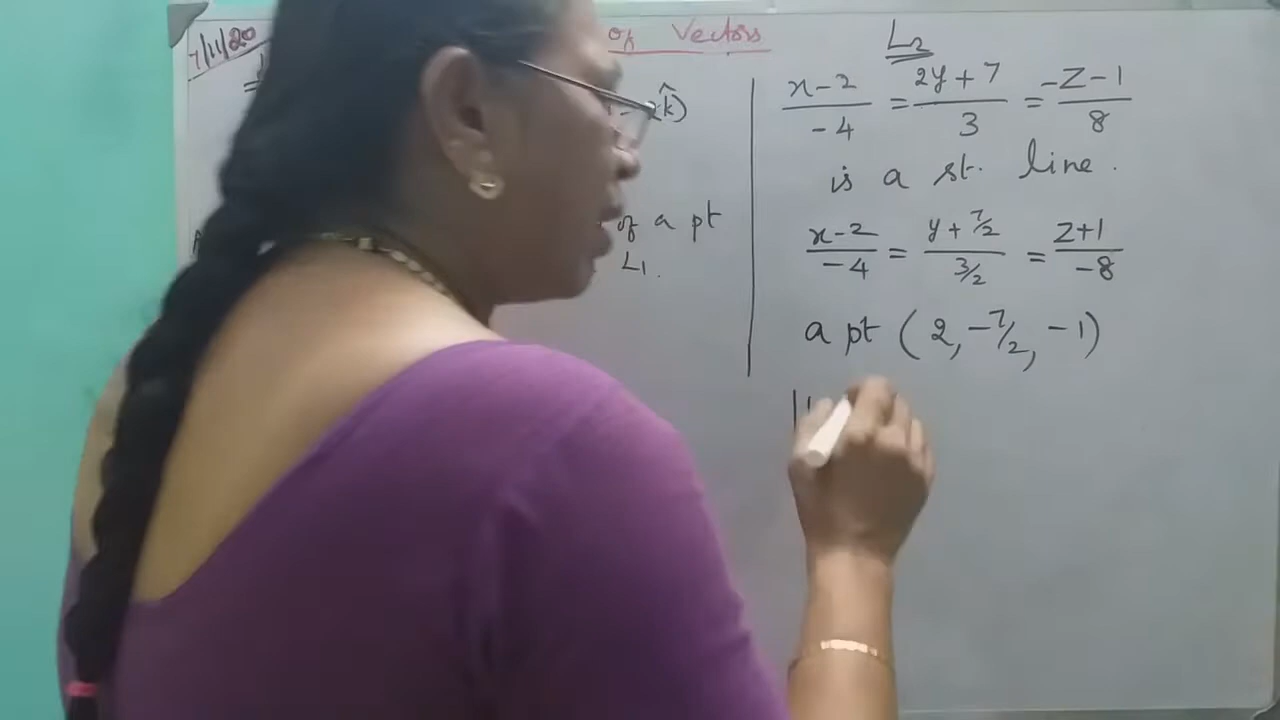 7/11/20
of Vectors
k̂)
of a pt
L₁.
L₂
x-2/-4 = 2y+7/3 = -z-1/8
is a st. line.
x-2/-4 = y+7/2/3/2 = z+1/-8
a pt (2, -7/2, -1)